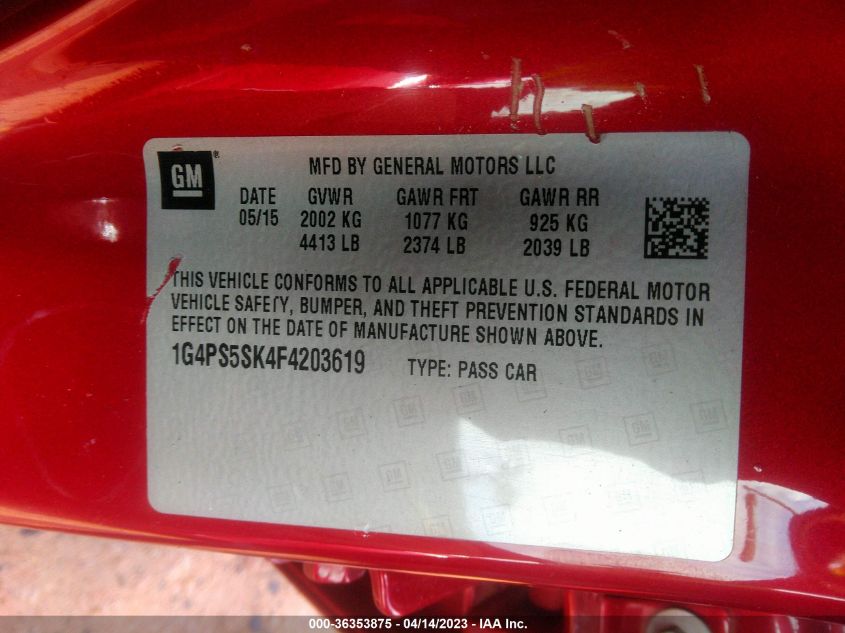 GM
MFD BY GENERAL MOTORS LLC
DATE GVWR GAWR FRT GAWR RR
05/15 2002 KG 1077 KG 925 KG
4413 LB 2374 LB 2039 LB
THIS VEHICLE CONFORMS TO ALL APPLICABLE U.S. FEDERAL MOTOR
VEHICLE SAFETY, BUMPER, AND THEFT PREVENTION STANDARDS IN
EFFECT ON THE DATE OF MANUFACTURE SHOWN ABOVE.
1G4PS5SK4F4203619 TYPE: PASS CAR
000-36353875 - 04/14/2023 - IAA Inc.